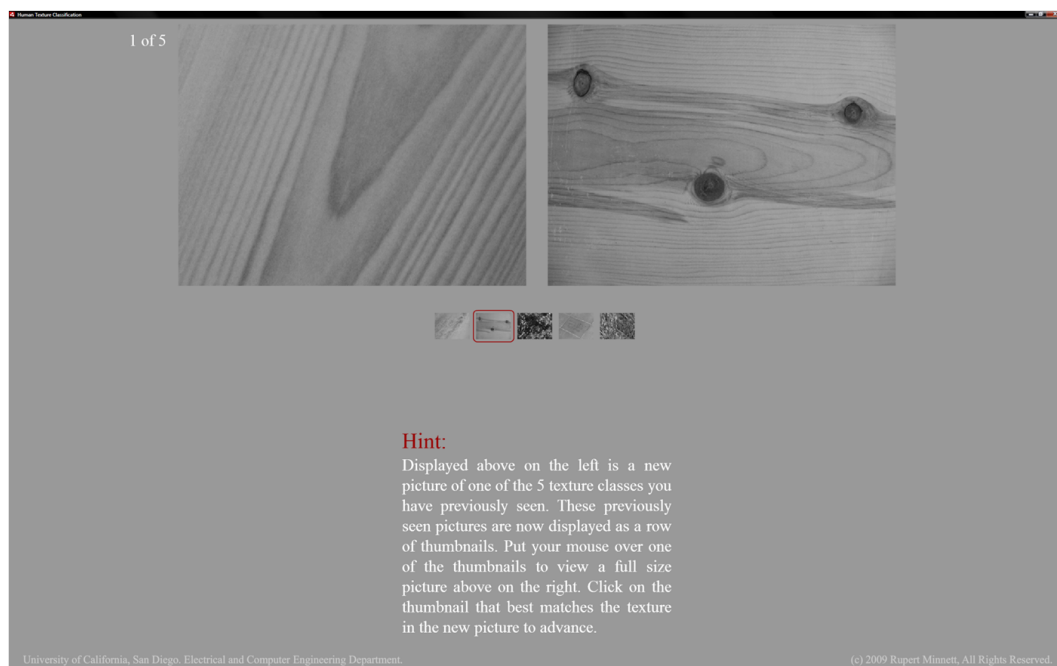 Human Texture Classification
1 of 5
Hint:
Displayed above on the left is a new
picture of one of the 5 texture classes you
have previously seen. These previously
seen pictures are now displayed as a row
of thumbnails. Put your mouse over one
of the thumbnails to view a full size
picture above on the right. Click on the
thumbnail that best matches the texture
in the new picture to advance.
University of California, San Diego. Electrical and Computer Engineering Department.
(c) 2009 Rupert Minnett, All Rights Reserved.